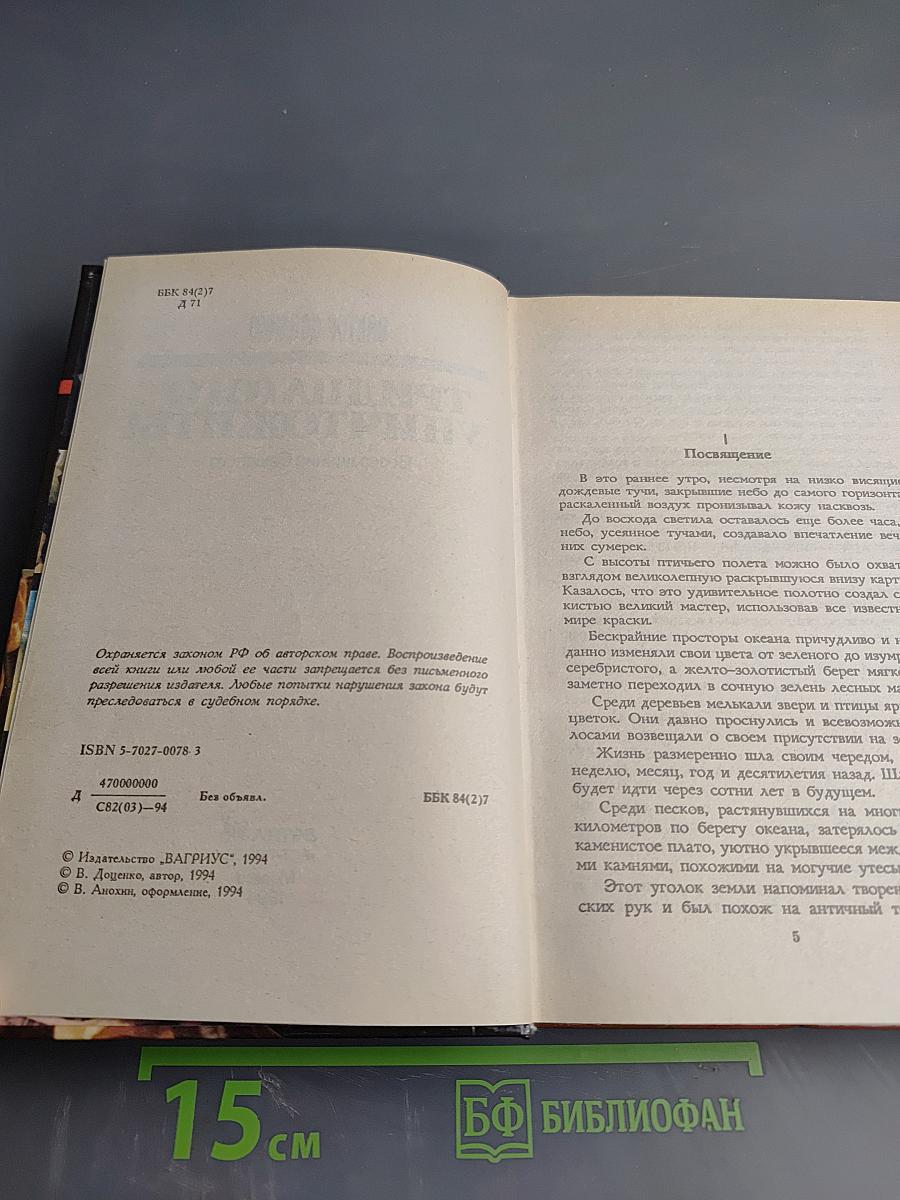 ББК 84(2)7
Д 71
Охраняется законом РФ об авторском праве. Воспроизведение
всей книги или любой ее части запрещается без письменного
разрешения издателя. Любые попытки нарушения закона будут
преследоваться в судебном порядке.
ISBN 5-7027-0078-3
Д 470000000
С82(03)—94
Без объявл.
ББК 84(2)7
© Издательство „ВАГРИУС“, 1994
© В. Доценко, автор, 1994
© В. Анохин, оформление, 1994
I
Посвящение
В это раннее утро, несмотря на низко висящие
дождевые тучи, закрывшие небо до самого горизонта
раскаленный воздух пронизывал кожу насквозь.
До восхода светила оставалось еще более часа,
небо, усеянное тучами, создавало впечатление веч
них сумерек.
С высоты птичьего полета можно было охват
взглядом великолепную раскрывшуюся внизу карт
Казалось, что это удивительное полотно создал с
кистью великий мастер, использовав все известн
мире краски.
Бескрайние просторы океана причудливо и н
данно изменяли свои цвета от зеленого до изумр
серебристого, а желто-золотистый берег мягк
заметно переходил в сочную зелень лесных ма
Среди деревьев мелькали звери и птицы яр
цветок. Они давно проснулись и всевозможн
лосами возвещали о своем присутствии на з
Жизнь размеренно шла своим чередом,
неделю, месяц, год и десятилетия назад. Ш
будет идти через сотни лет в будущем.
Среди песков, растянувшихся на мног
километров по берегу океана, затерялось
каменистое плато, уютно укрывшееся меж
ми камнями, похожими на могучие утесы
Этот уголок земли напоминал творен
ских рук и был похож на античный т
5
15 см
БФ БИБЛИОФАН